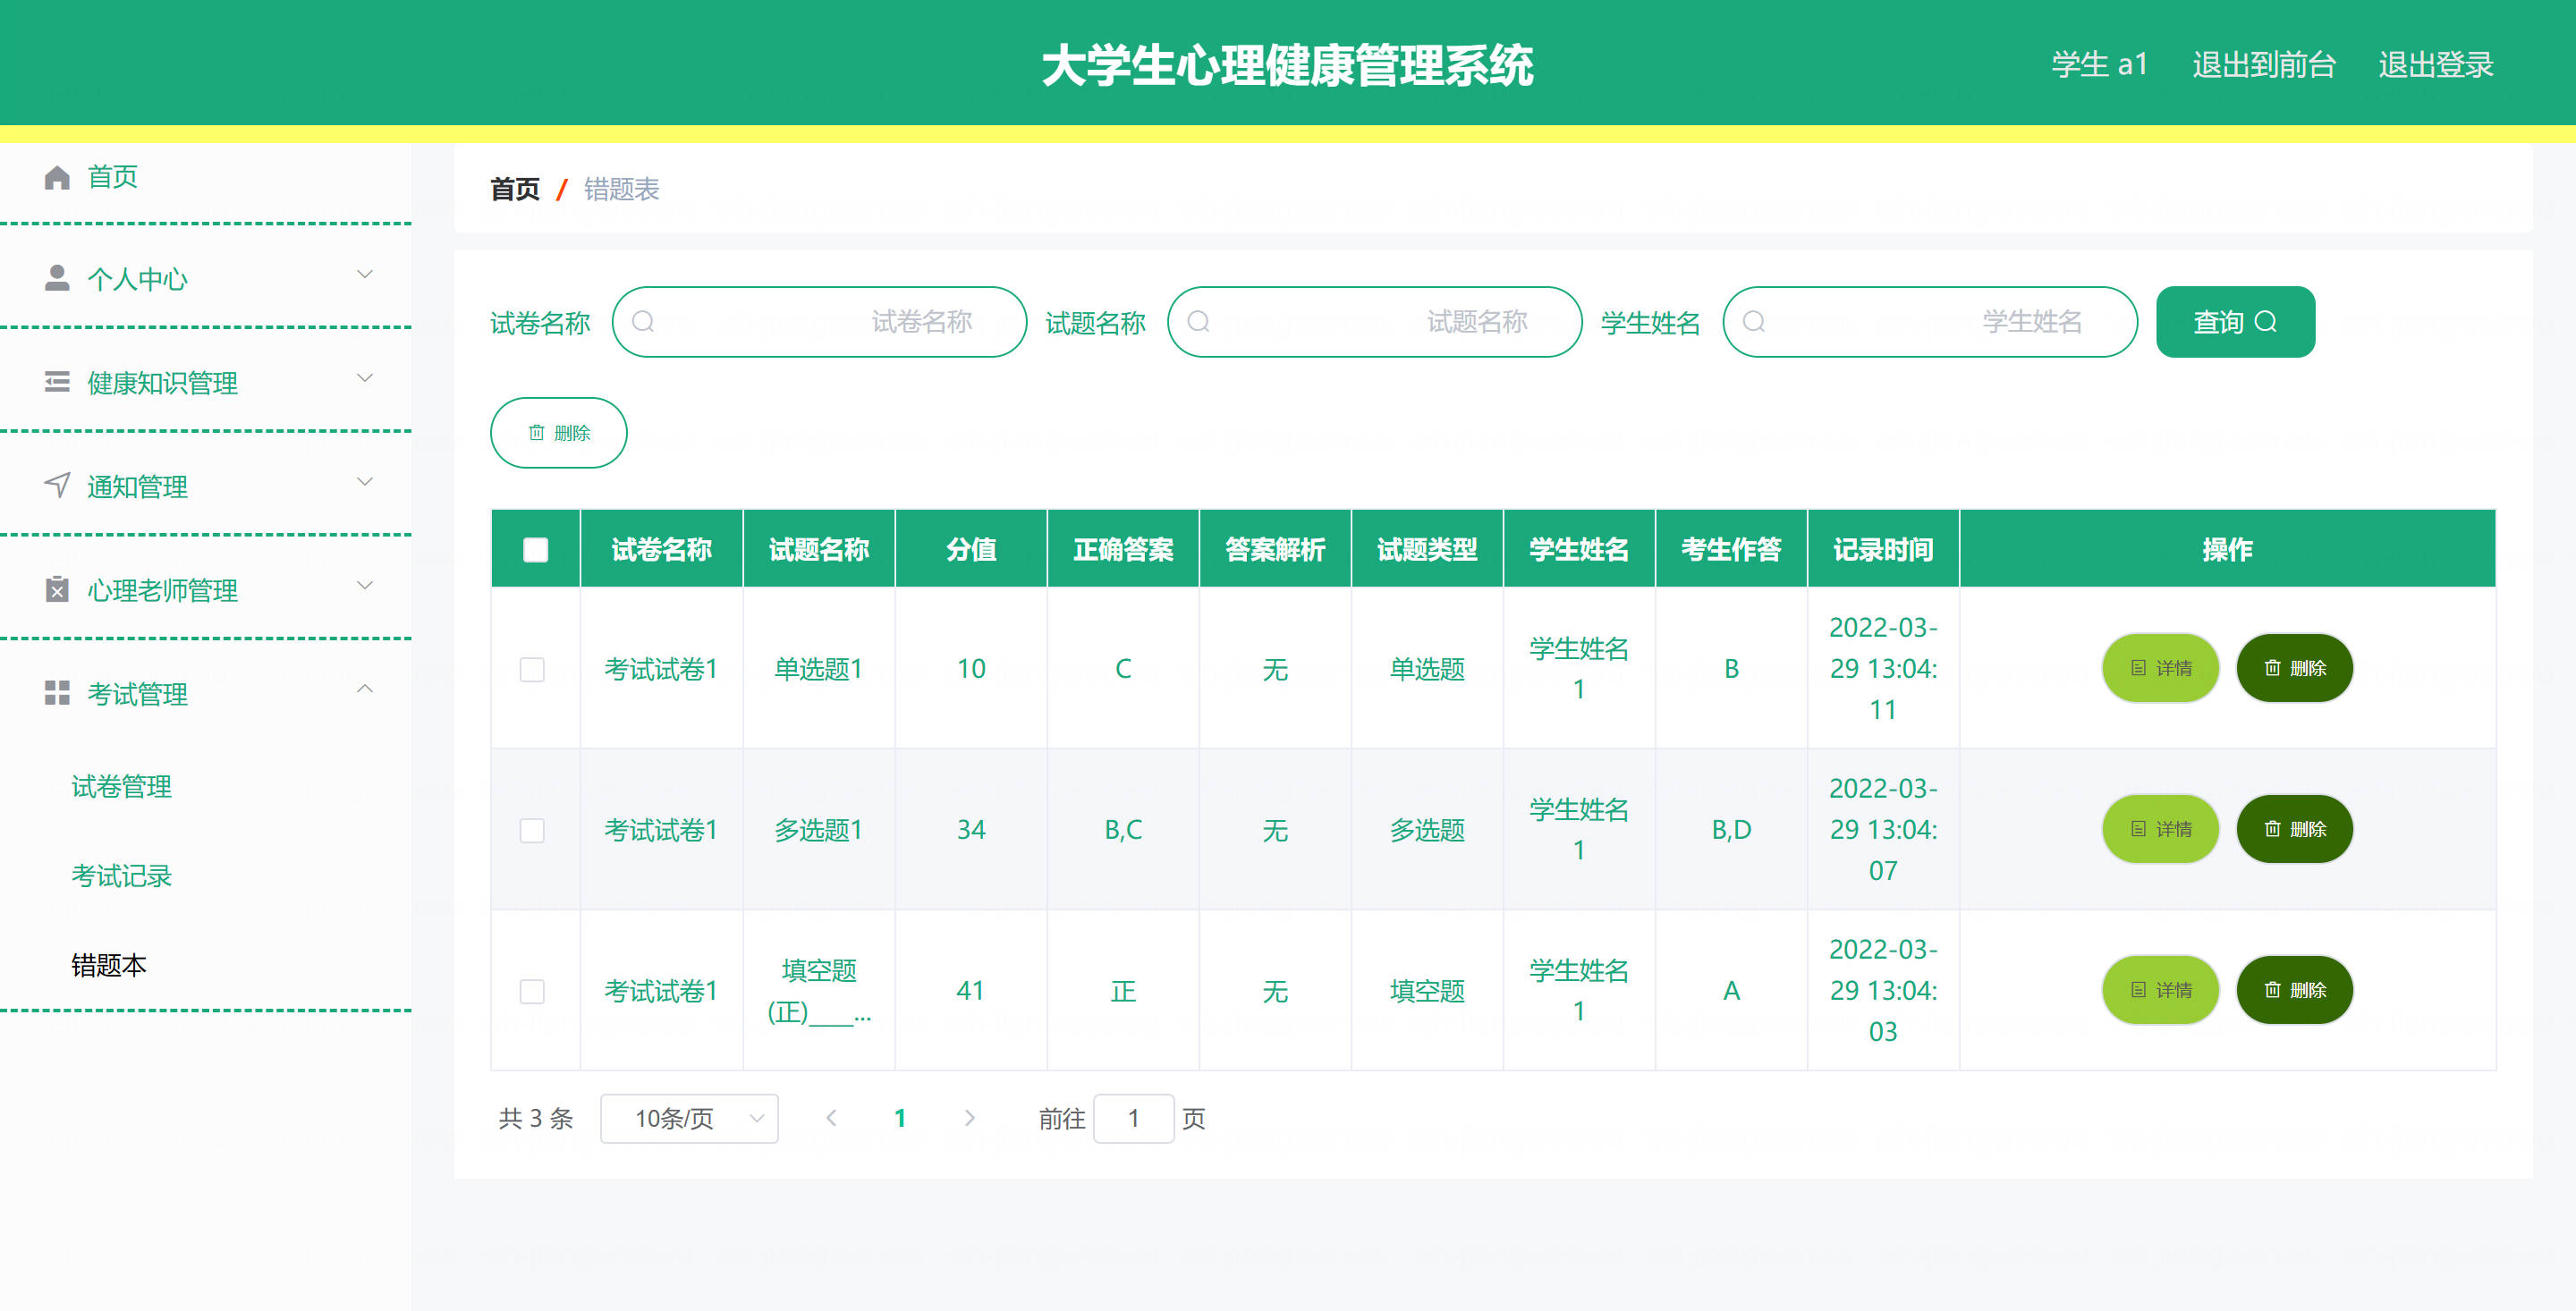 大学生心理健康管理系统
学生 a1 退出到前台 退出登录
首页
个人中心
健康知识管理
通知管理
心理老师管理
考试管理
试卷管理
考试记录
错题本
首页 / 错题表
试卷名称 试卷名称 试题名称 试题名称 学生姓名 学生姓名 查询
删除
试卷名称 试题名称 分值 正确答案 答案解析 试题类型 学生姓名 考生作答 记录时间 操作
考试试卷1 单选题1 10 C 无 单选题 学生姓名1 B 2022-03-29 13:04:11 详情 删除
考试试卷1 多选题1 34 B,C 无 多选题 学生姓名1 B,D 2022-03-29 13:04:07 详情 删除
考试试卷1 填空题(正)____... 41 正 无 填空题 学生姓名1 A 2022-03-29 13:04:03 详情 删除
共 3 条 10条/页 1 前往 1 页